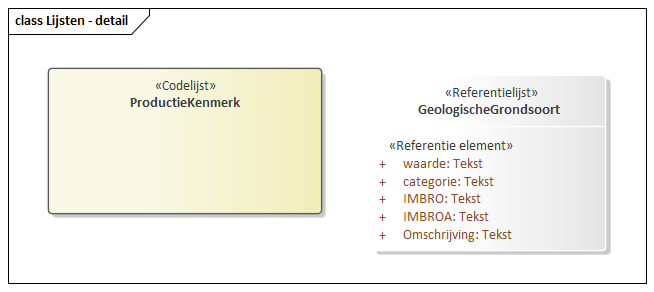 class Lijsten - detail
«Codelijst»
ProductieKenmerk
«Referentielijst»
GeologischeGrondsoort
«Referentie element»
+ waarde: Tekst
+ categorie: Tekst
+ IMBRO: Tekst
+ IMBROA: Tekst
+ Omschrijving: Tekst